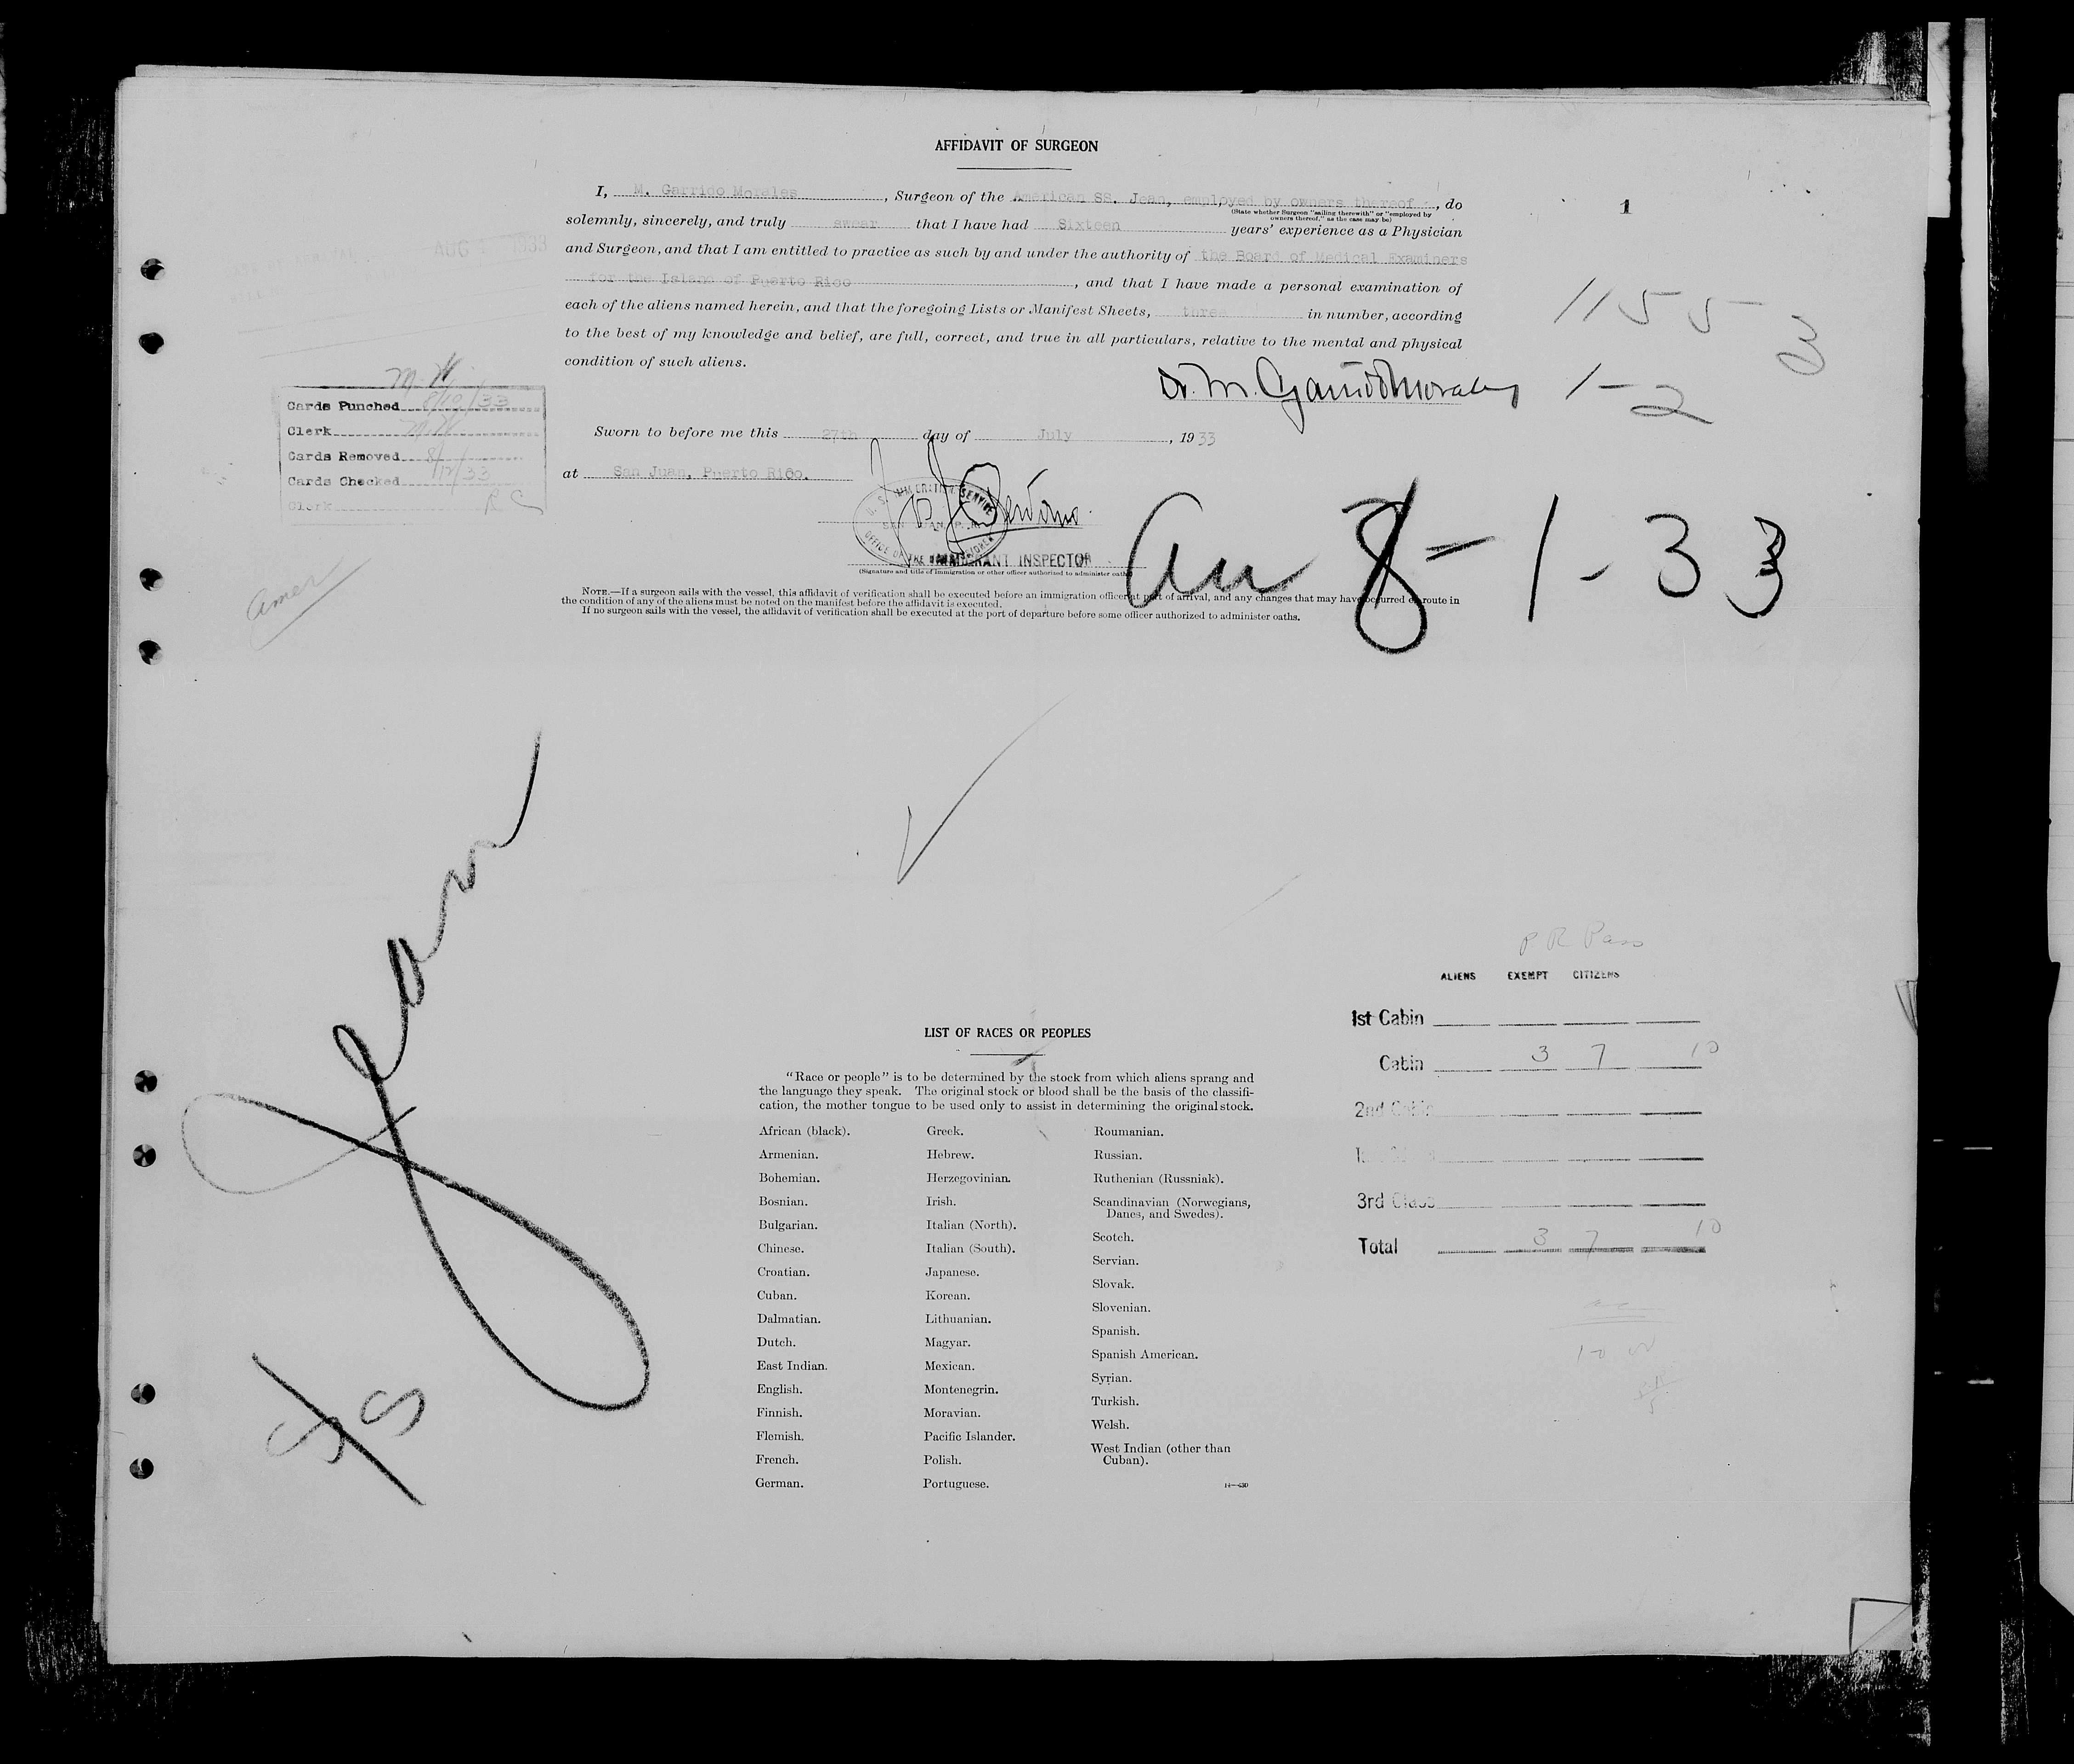 AFFIDAVIT OF SURGEON
I, M. Garrido Morales, Surgeon of the American SS. Jean, employed by owners thereof, do
(State whether Surgeon "sailing therewith" or "employed by
owners thereof," as the case may be)
1
solemnly, sincerely, and truly swear that I have had Sixteen years' experience as a Physician
and Surgeon, and that I am entitled to practice as such by and under the authority of the Board of Medical Examiners
for the Island of Puerto Rico, and that I have made a personal examination of
each of the aliens named herein, and that the foregoing Lists or Manifest Sheets, three in number, according
to the best of my knowledge and belief, are full, correct, and true in all particulars, relative to the mental and physical
condition of such aliens.
AUG 1933
1155
Dr. M. Garrido Morales
1-2
Cards Punched 8/10/33
Clerk
Cards Removed
Cards Checked 8/12/33
Clerk
Sworn to before me this 27th day of July, 1933
at San Juan, Puerto Rico.
U. S. IMMIGRATION SERVICE
SAN JUAN, P. R.
OFFICE OF THE
IMMIGRANT INSPECTOR
(Signature and title of immigration or other officer authorized to administer oaths)
8-1-33
Amer
NOTE.—If a surgeon sails with the vessel, this affidavit of verification shall be executed before an immigration officer at port of arrival, and any changes that may have occurred en route in
the condition of any of the aliens must be noted on the manifest before the affidavit is executed.
If no surgeon sails with the vessel, the affidavit of verification shall be executed at the port of departure before some officer authorized to administer oaths.
SS Jean
P R Pass
ALIENS EXEMPT CITIZENS
1st Cabin
Cabin 3 7 10
2nd Cabin
3rd Class
Total 3 7 10
LIST OF RACES OR PEOPLES
"Race or people" is to be determined by the stock from which aliens sprang and
the language they speak. The original stock or blood shall be the basis of the classifi-
cation, the mother tongue to be used only to assist in determining the original stock.
African (black).
Armenian.
Bohemian.
Bosnian.
Bulgarian.
Chinese.
Croatian.
Cuban.
Dalmatian.
Dutch.
East Indian.
English.
Finnish.
Flemish.
French.
German.
Greek.
Hebrew.
Herzegovinian.
Irish.
Italian (North).
Italian (South).
Japanese.
Korean.
Lithuanian.
Magyar.
Mexican.
Montenegrin.
Moravian.
Pacific Islander.
Polish.
Portuguese.
Roumanian.
Russian.
Ruthenian (Russniak).
Scandinavian (Norwegians,
Danes, and Swedes).
Scotch.
Servian.
Slovak.
Slovenian.
Spanish.
Spanish American.
Syrian.
Turkish.
Welsh.
West Indian (other than
Cuban).
14—430